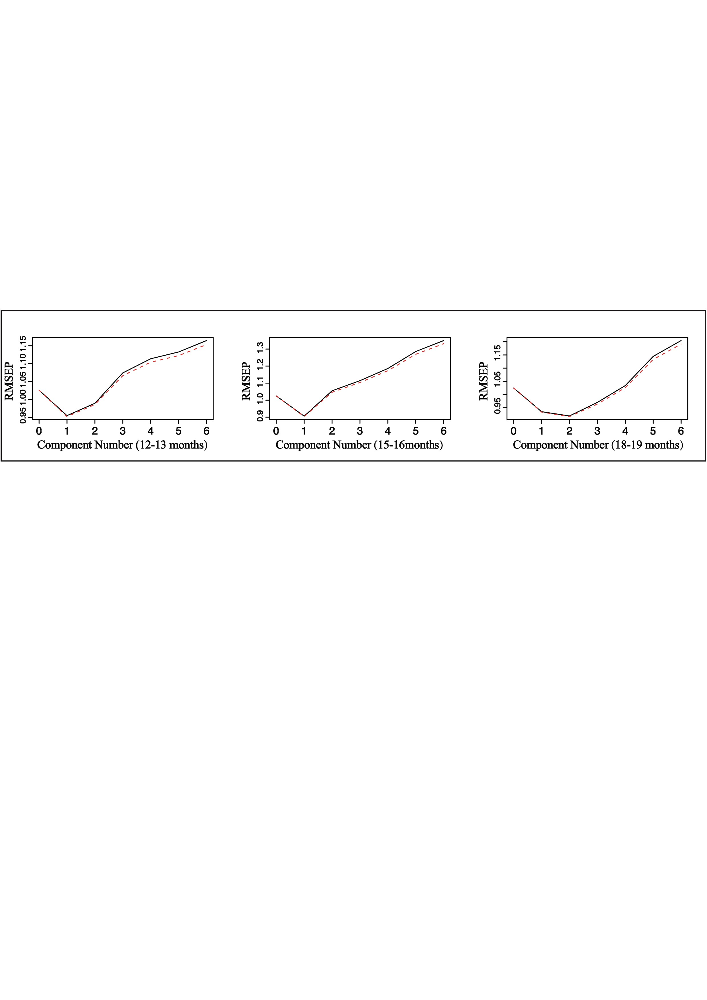 RMSEP
0.95 1.00 1.05 1.10 1.15
0 1 2 3 4 5 6
Component Number (12-13 months)
RMSEP
0.9 1.0 1.1 1.2 1.3
0 1 2 3 4 5 6
Component Number (15-16months)
RMSEP
0.95 1.05 1.15
0 1 2 3 4 5 6
Component Number (18-19 months)